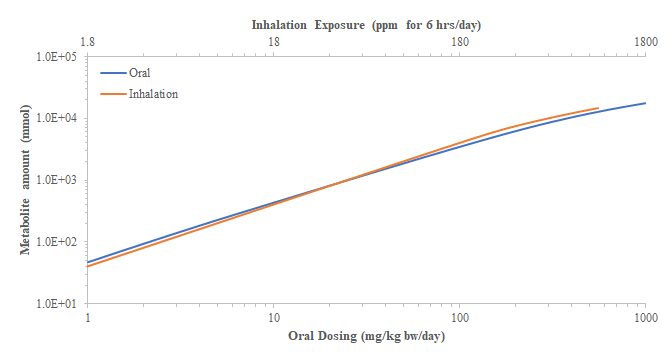 Inhalation Exposure (ppm for 6 hrs/day)
1.8 18 180 1800
1.0E+05
Oral
Inhalation
1.0E+04
1.0E+03
1.0E+02
1.0E+01
Metabolite amount (mmol)
1 10 100 1000
Oral Dosing (mg/kg bw/day)